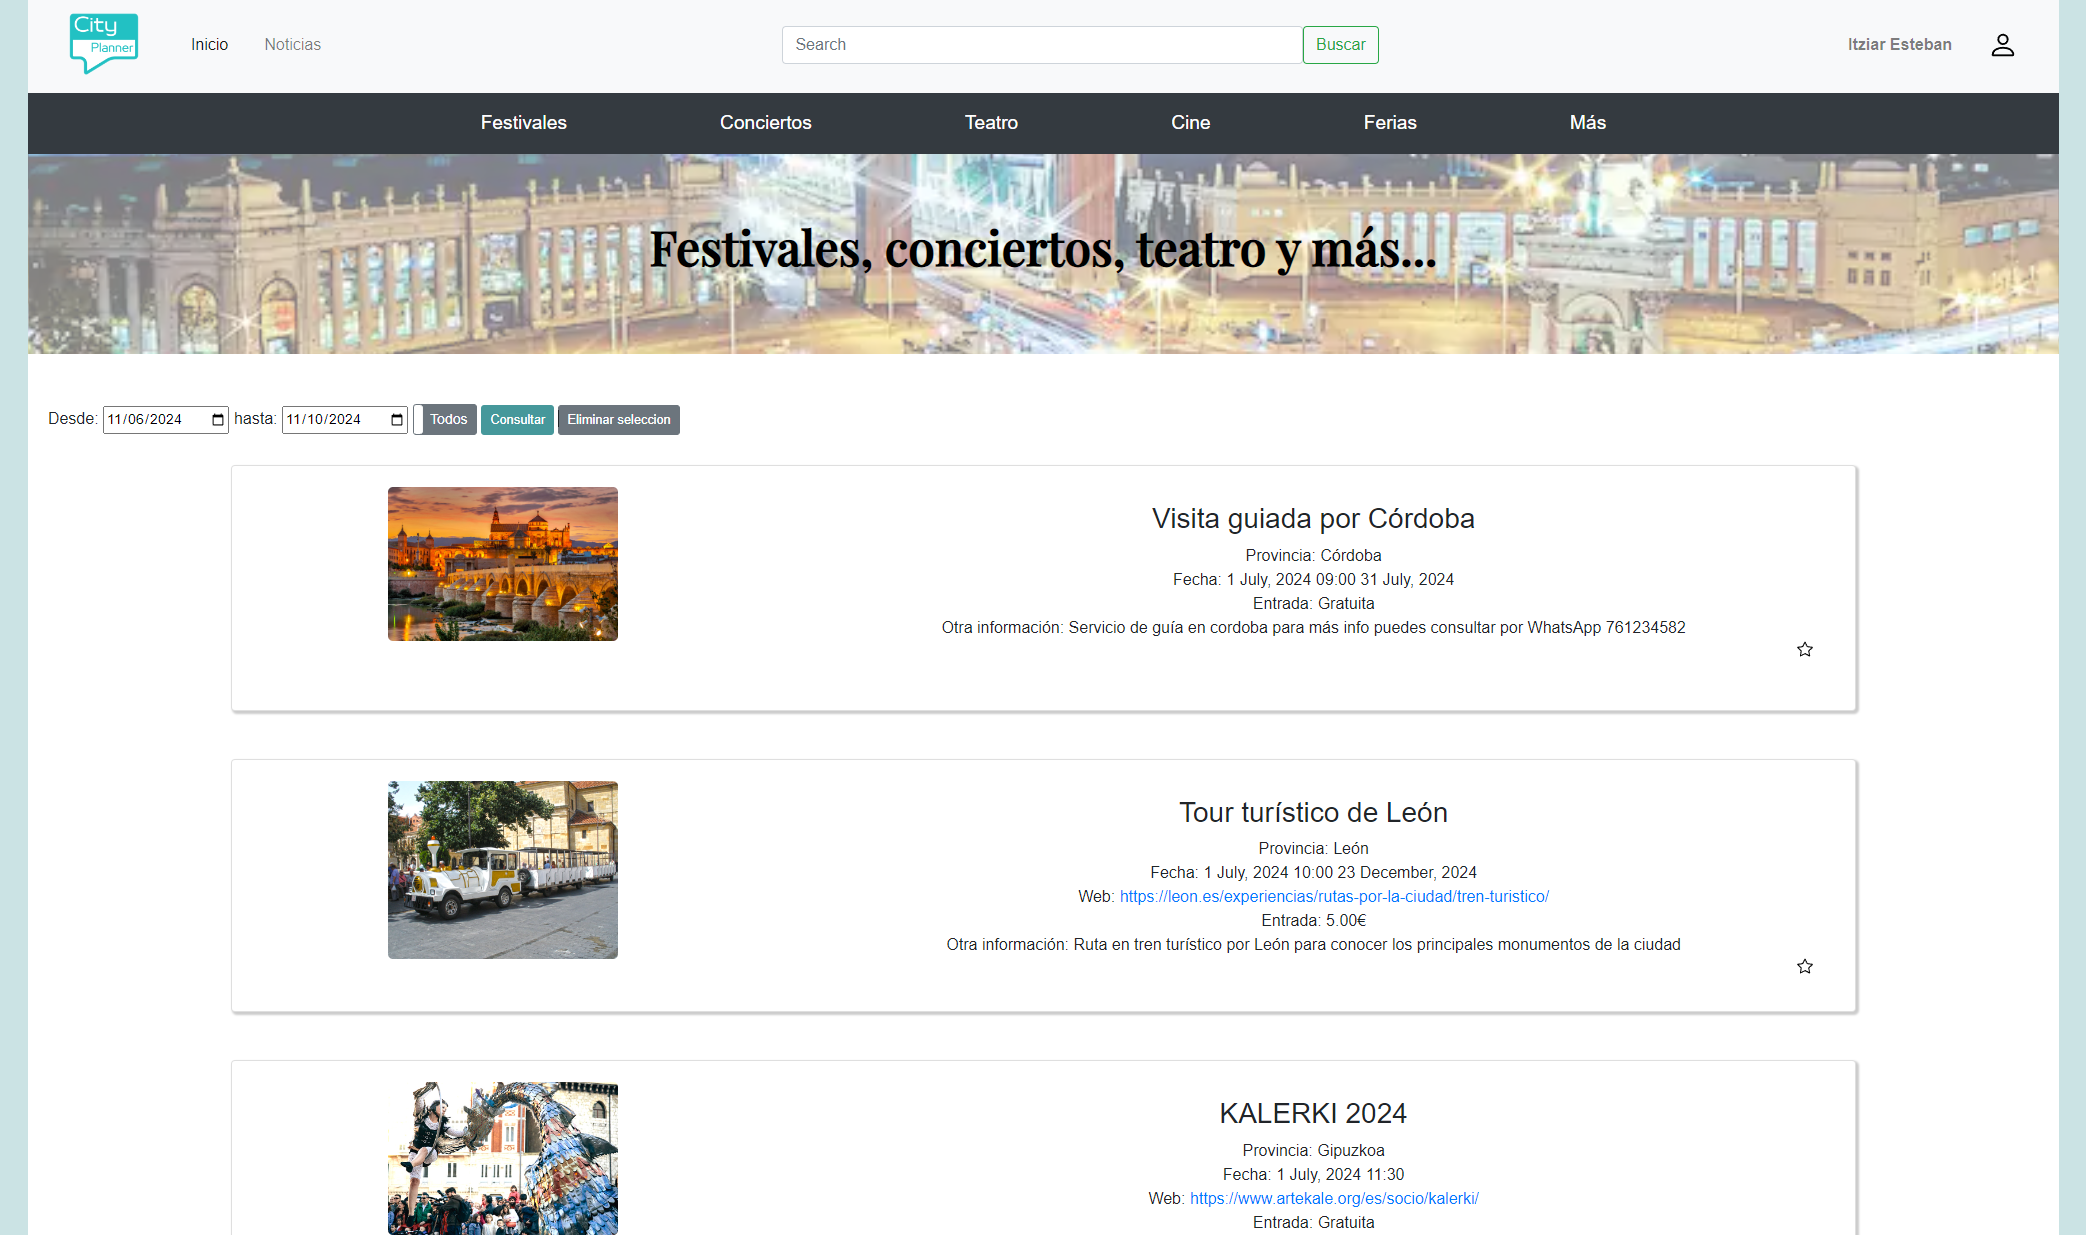 City
Planner
Inicio
Noticias
Search
Buscar
Itziar Esteban
Festivales
Conciertos
Teatro
Cine
Ferias
Más
Festivales, conciertos, teatro y más...
Desde: 11/06/2024 hasta: 11/10/2024 Todos Consultar Eliminar seleccion
Visita guiada por Córdoba
Provincia: Córdoba
Fecha: 1 July, 2024 09:00 31 July, 2024
Entrada: Gratuita
Otra información: Servicio de guía en cordoba para más info puedes consultar por WhatsApp 761234582
Tour turístico de León
Provincia: León
Fecha: 1 July, 2024 10:00 23 December, 2024
Web: https://leon.es/experiencias/rutas-por-la-ciudad/tren-turistico/
Entrada: 5.00€
Otra información: Ruta en tren turístico por León para conocer los principales monumentos de la ciudad
KALERKI 2024
Provincia: Gipuzkoa
Fecha: 1 July, 2024 11:30
Web: https://www.artekale.org/es/socio/kalerki/
Entrada: Gratuita